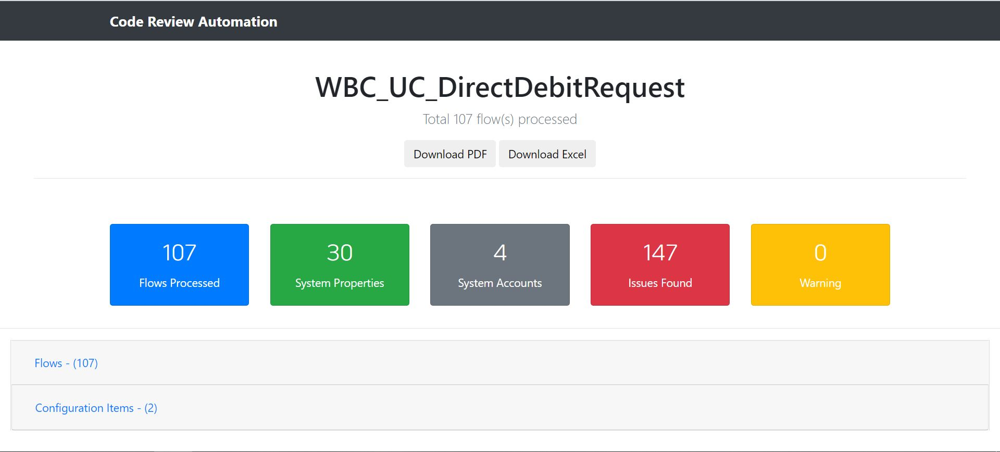 Code Review Automation
WBC_UC_DirectDebitRequest
Total 107 flow(s) processed
Download PDF Download Excel
107 30 4 147 0
Flows Processed System Properties System Accounts Issues Found Warning
Flows - (107)
Configuration Items - (2)